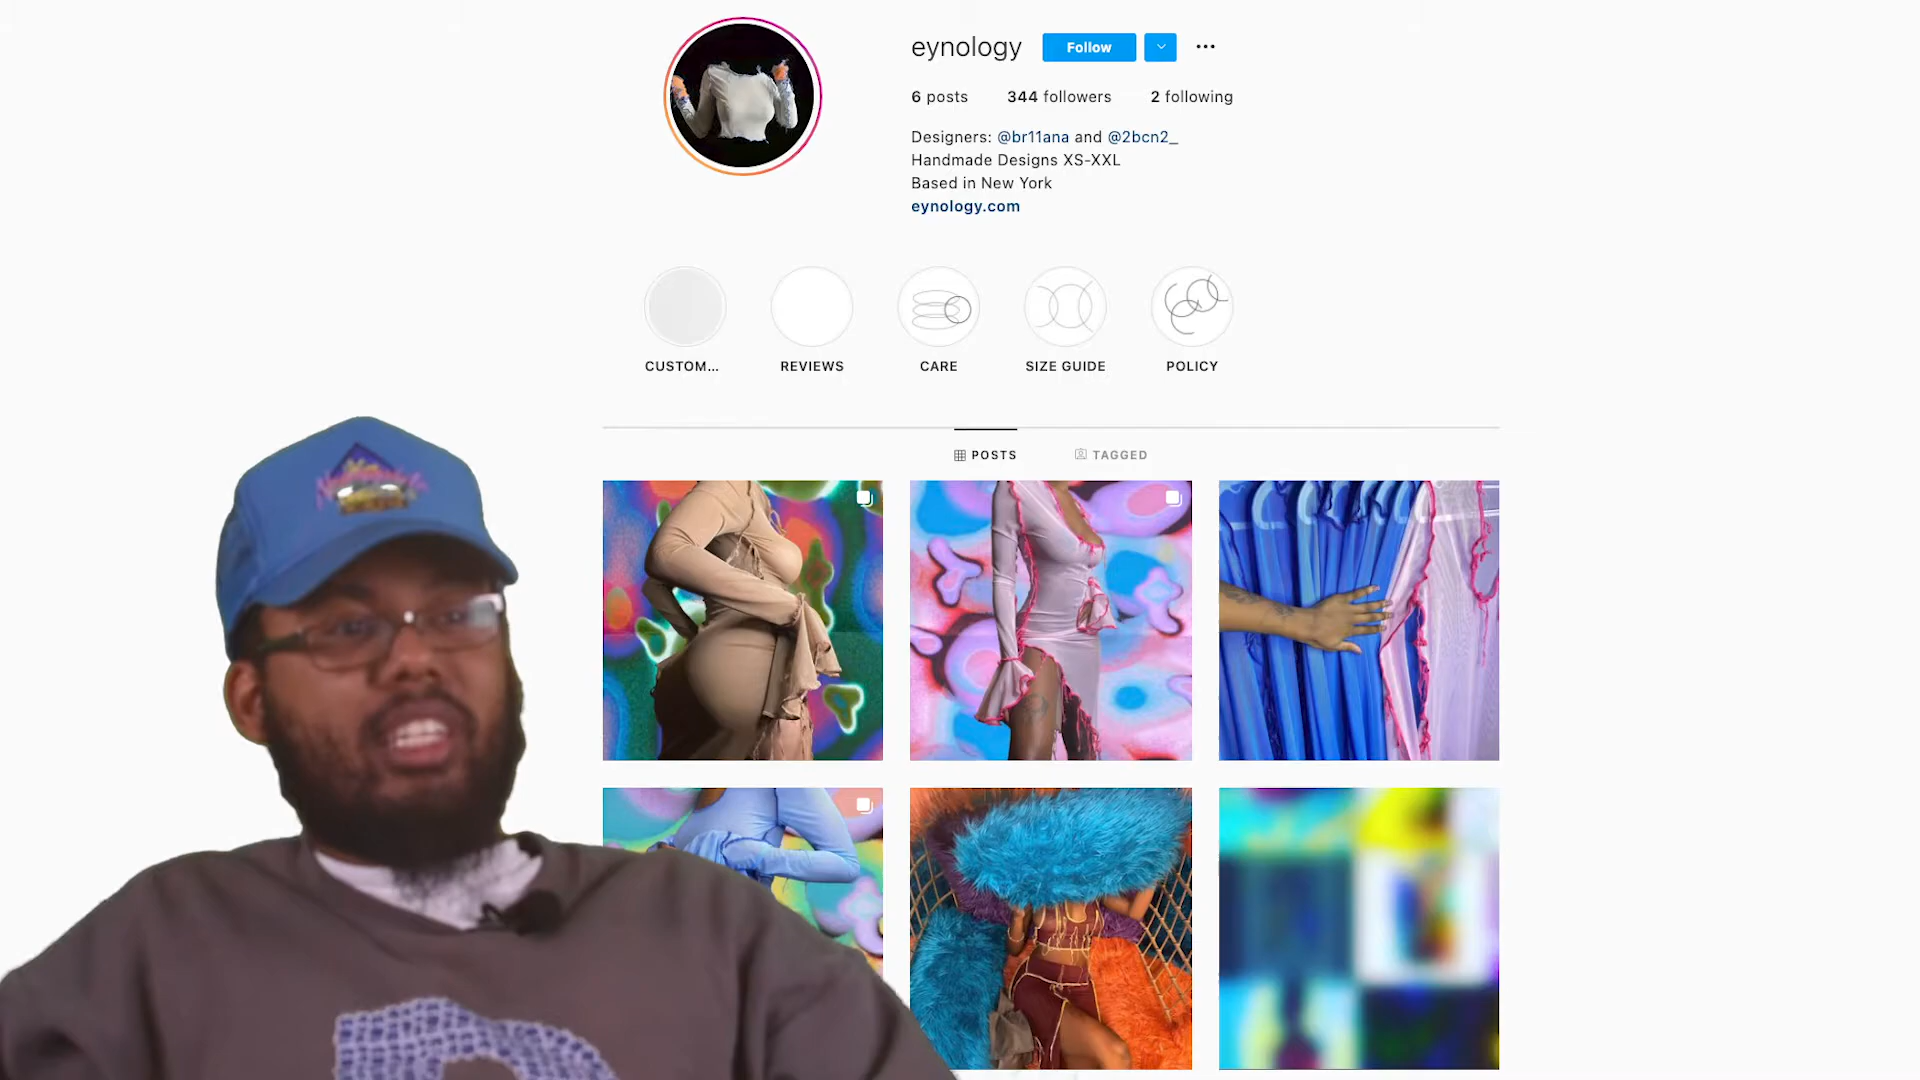 eynology Follow
6 posts 344 followers 2 following
Designers: @br11ana and @2bcn2_
Handmade Designs XS-XXL
Based in New York
eynology.com
CUSTOM... REVIEWS CARE SIZE GUIDE POLICY
POSTS TAGGED